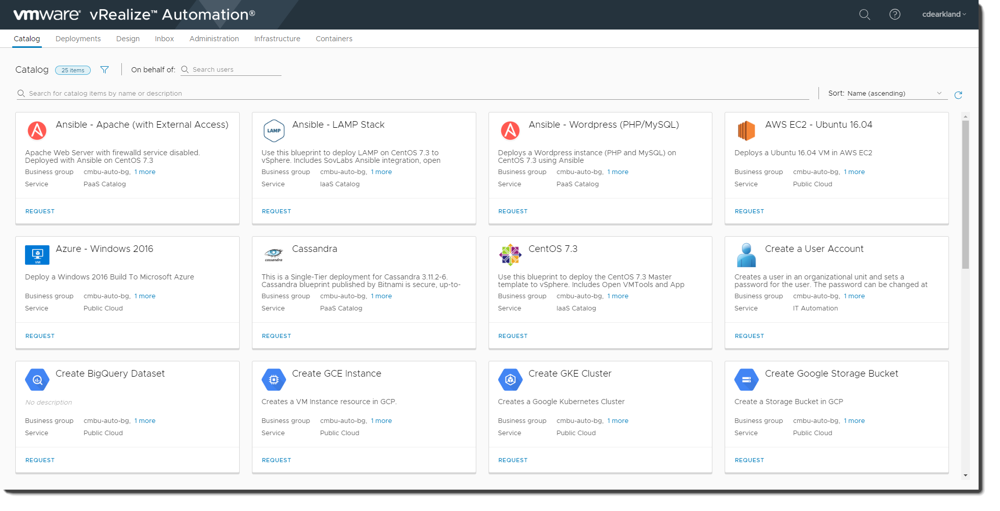 vmware® vRealize™ Automation®
cdearkland
Catalog Deployments Design Inbox Administration Infrastructure Containers
Catalog 25 items On behalf of: Search users
Search for catalog items by name or description Sort: Name (ascending)
Ansible - Apache (with External Access)
Apache Web Server with firewalld service disabled.
Deployed with Ansible on CentOS 7.3
Business group cmbu-auto-bg, 1 more
Service PaaS Catalog
REQUEST
LAMP
Ansible - LAMP Stack
Use this blueprint to deploy LAMP on CentOS 7.3 to
vSphere. Includes SovLabs Ansible integration, open
Business group cmbu-auto-bg, 1 more
Service IaaS Catalog
REQUEST
Ansible - Wordpress (PHP/MySQL)
Deploys a Wordpress instance (PHP and MySQL) on
CentOS 7.3 using Ansible
Business group cmbu-auto-bg, 1 more
Service PaaS Catalog
REQUEST
AWS EC2 - Ubuntu 16.04
Deploys a Ubuntu 16.04 VM in AWS EC2
Business group cmbu-auto-bg, 1 more
Service Public Cloud
REQUEST
VM
Azure - Windows 2016
Deploy a Windows 2016 Build To Microsoft Azure
Business group cmbu-auto-bg, 1 more
Service Public Cloud
REQUEST
cassandra
Cassandra
This is a Single-Tier deployment for Cassandra 3.11.2-6.
Cassandra blueprint published by Bitnami is secure, up-to-
Business group cmbu-auto-bg, 1 more
Service PaaS Catalog
REQUEST
CentOS 7.3
Use this blueprint to deploy the CentOS 7.3 Master
template to vSphere. Includes Open VMTools and App
Business group cmbu-auto-bg, 1 more
Service IaaS Catalog
REQUEST
Create a User Account
Creates a user in an organizational unit and sets a
password for the user. The password can be changed at
Business group cmbu-auto-bg, 1 more
Service IT Automation
REQUEST
Create BigQuery Dataset
No description
Business group cmbu-auto-bg, 1 more
Service Public Cloud
REQUEST
Create GCE Instance
Creates a VM Instance resource in GCP.
Business group cmbu-auto-bg, 1 more
Service Public Cloud
REQUEST
Create GKE Cluster
Creates a Google Kubernetes Cluster
Business group cmbu-auto-bg, 1 more
Service Public Cloud
REQUEST
Create Google Storage Bucket
Create a Storage Bucket in GCP
Business group cmbu-auto-bg, 1 more
Service Public Cloud
REQUEST